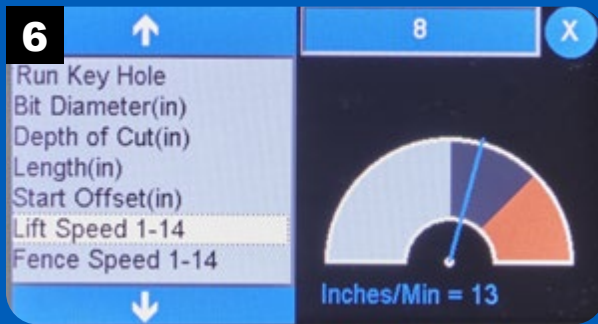 6
8
X
Run Key Hole
Bit Diameter(in)
Depth of Cut(in)
Length(in)
Start Offset(in)
Lift Speed 1-14
Fence Speed 1-14
Inches/Min = 13